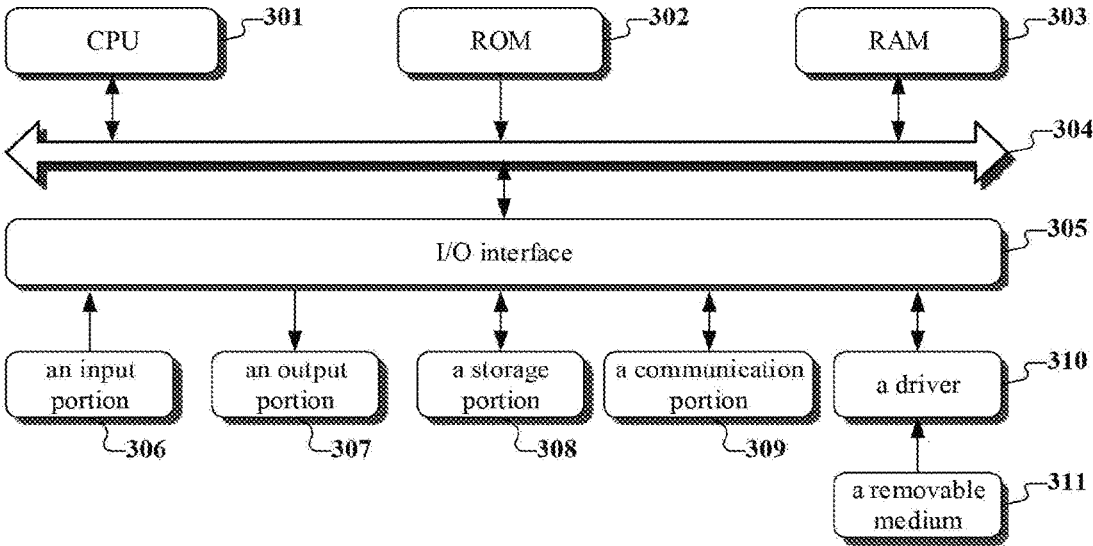 CPU
301
ROM
302
RAM
303
304
305
I/O interface
an input
portion
306
an output
portion
307
a storage
portion
308
a communication
portion
309
a driver
310
a removable
medium
311